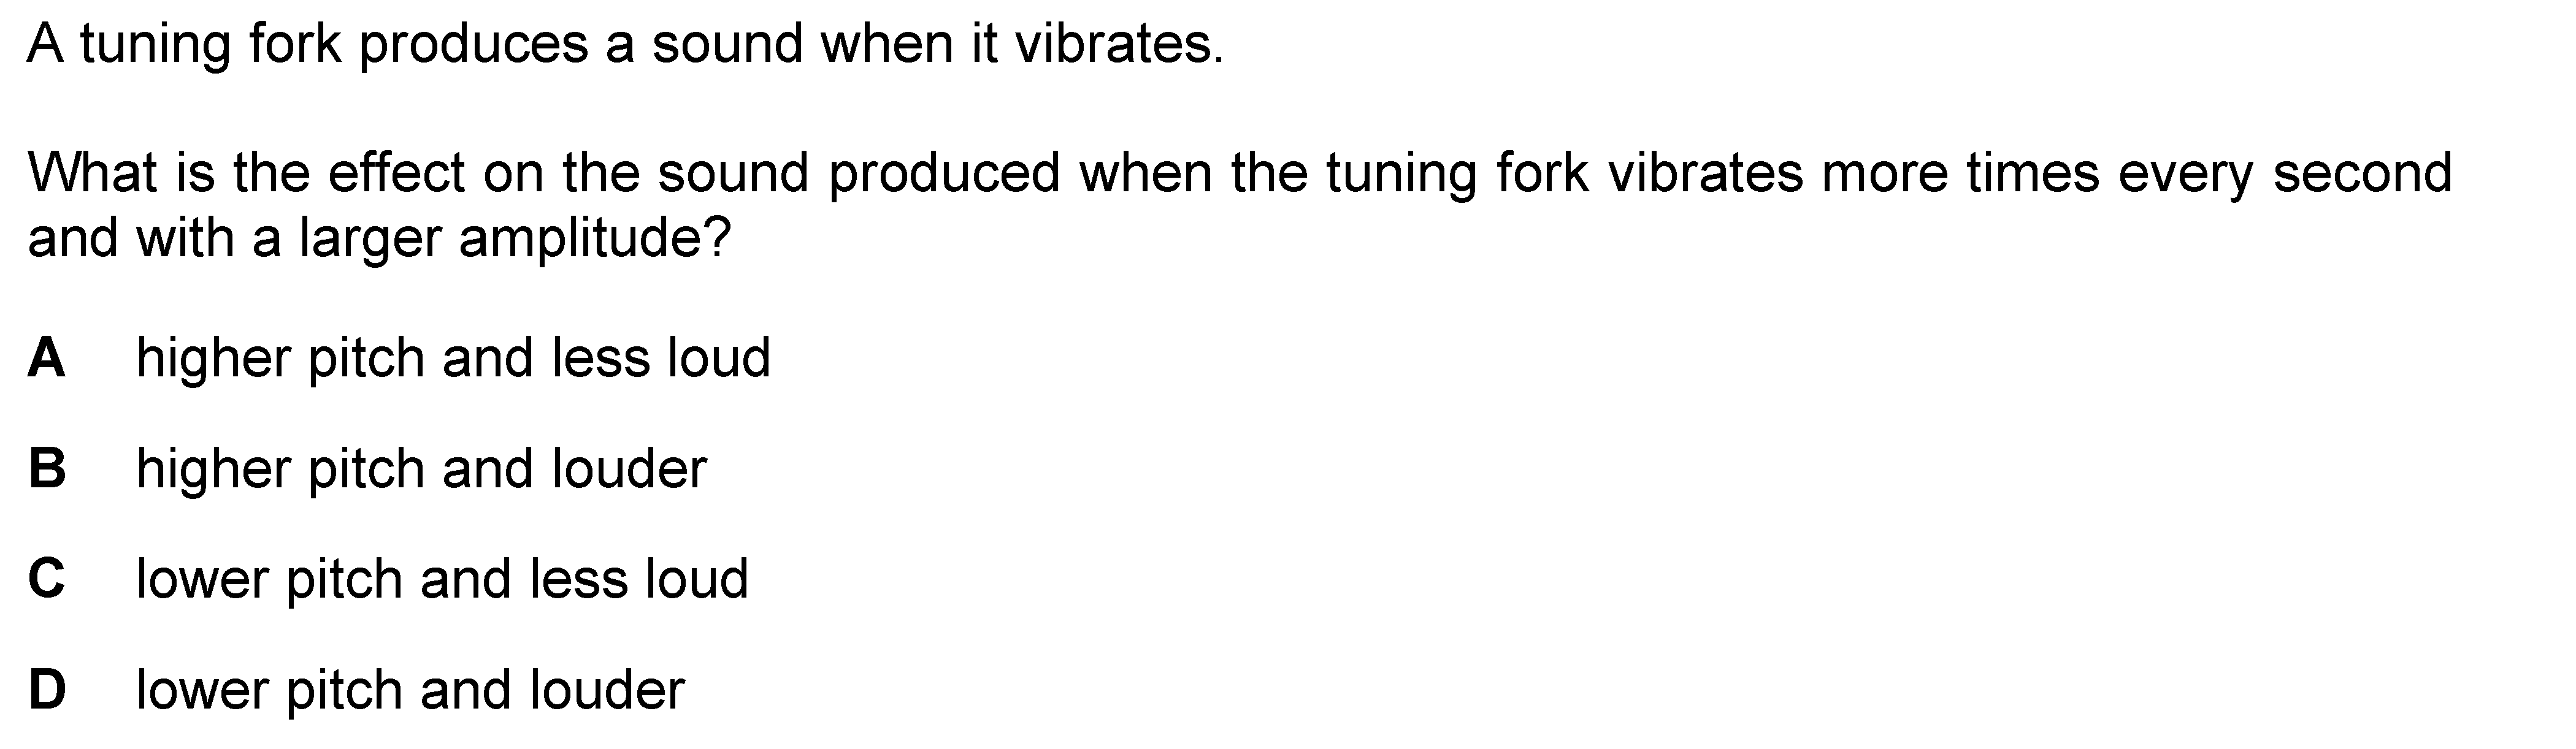 A tuning fork produces a sound when it vibrates.
What is the effect on the sound produced when the tuning fork vibrates more times every second
and with a larger amplitude?
A higher pitch and less loud
B higher pitch and louder
C lower pitch and less loud
D lower pitch and louder